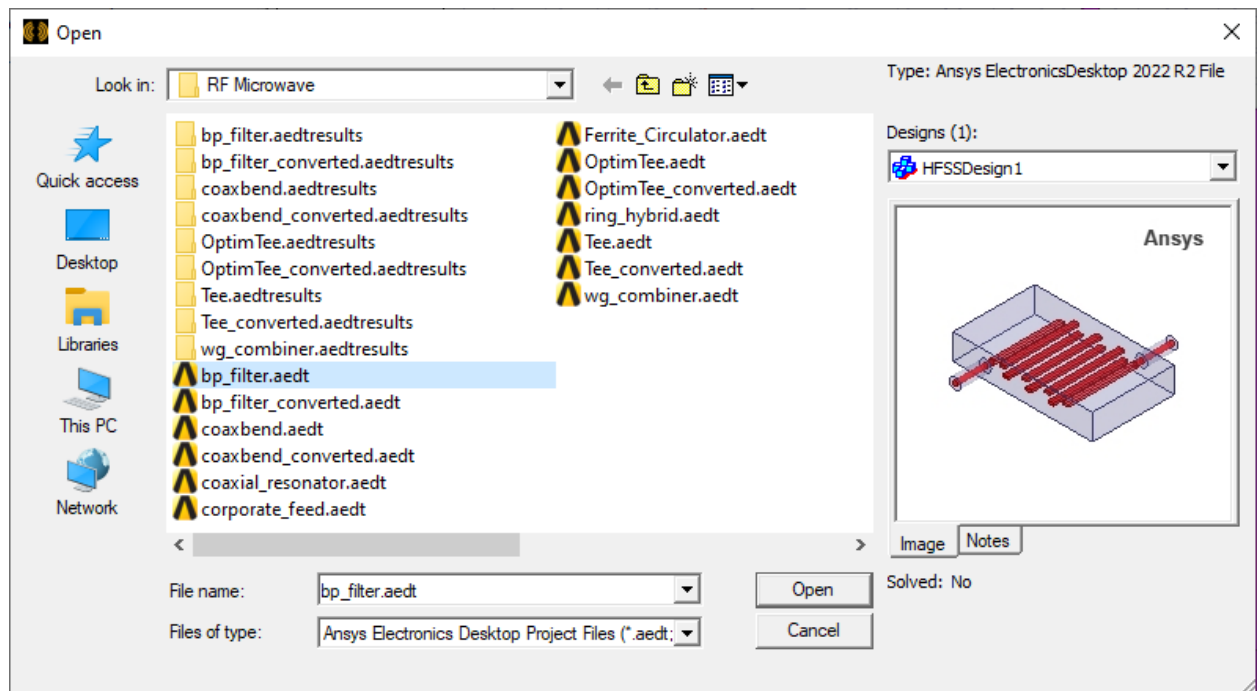 Open
Look in:
RF Microwave
Type: Ansys ElectronicsDesktop 2022 R2 File
Quick access
Desktop
Libraries
This PC
Network
bp_filter.aedtresults
bp_filter_converted.aedtresults
coaxbend.aedtresults
coaxbend_converted.aedtresults
OptimTee.aedtresults
OptimTee_converted.aedtresults
Tee.aedtresults
Tee_converted.aedtresults
wg_combiner.aedtresults
bp_filter.aedt
bp_filter_converted.aedt
coaxbend.aedt
coaxbend_converted.aedt
coaxial_resonator.aedt
corporate_feed.aedt
Ferrite_Circulator.aedt
OptimTee.aedt
OptimTee_converted.aedt
ring_hybrid.aedt
Tee.aedt
Tee_converted.aedt
wg_combiner.aedt
Designs (1):
HFSSDesign1
Ansys
Image
Notes
Solved: No
File name:
bp_filter.aedt
Open
Files of type:
Ansys Electronics Desktop Project Files (*.aedt;
Cancel